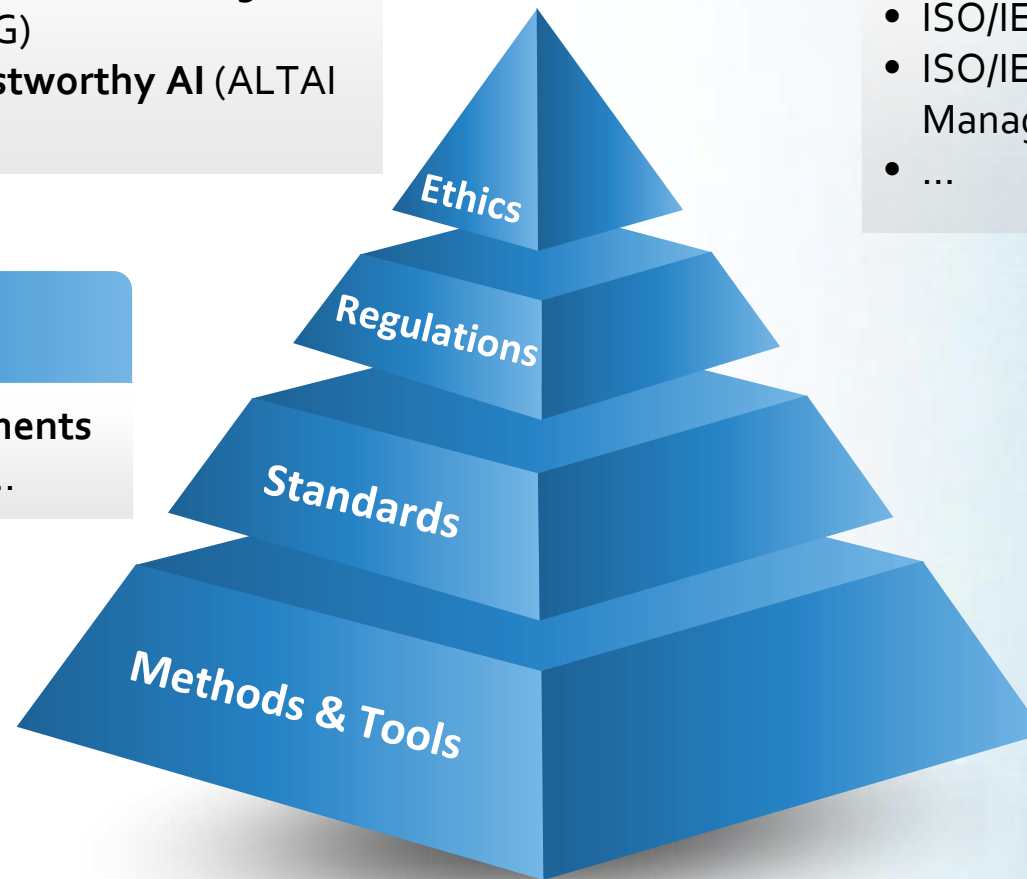 G)
stworthy AI (ALTAI
• ISO/IE
• ISO/IE
Manag
• ...
ments
..
Ethics
Regulations
Standards
Methods & Tools